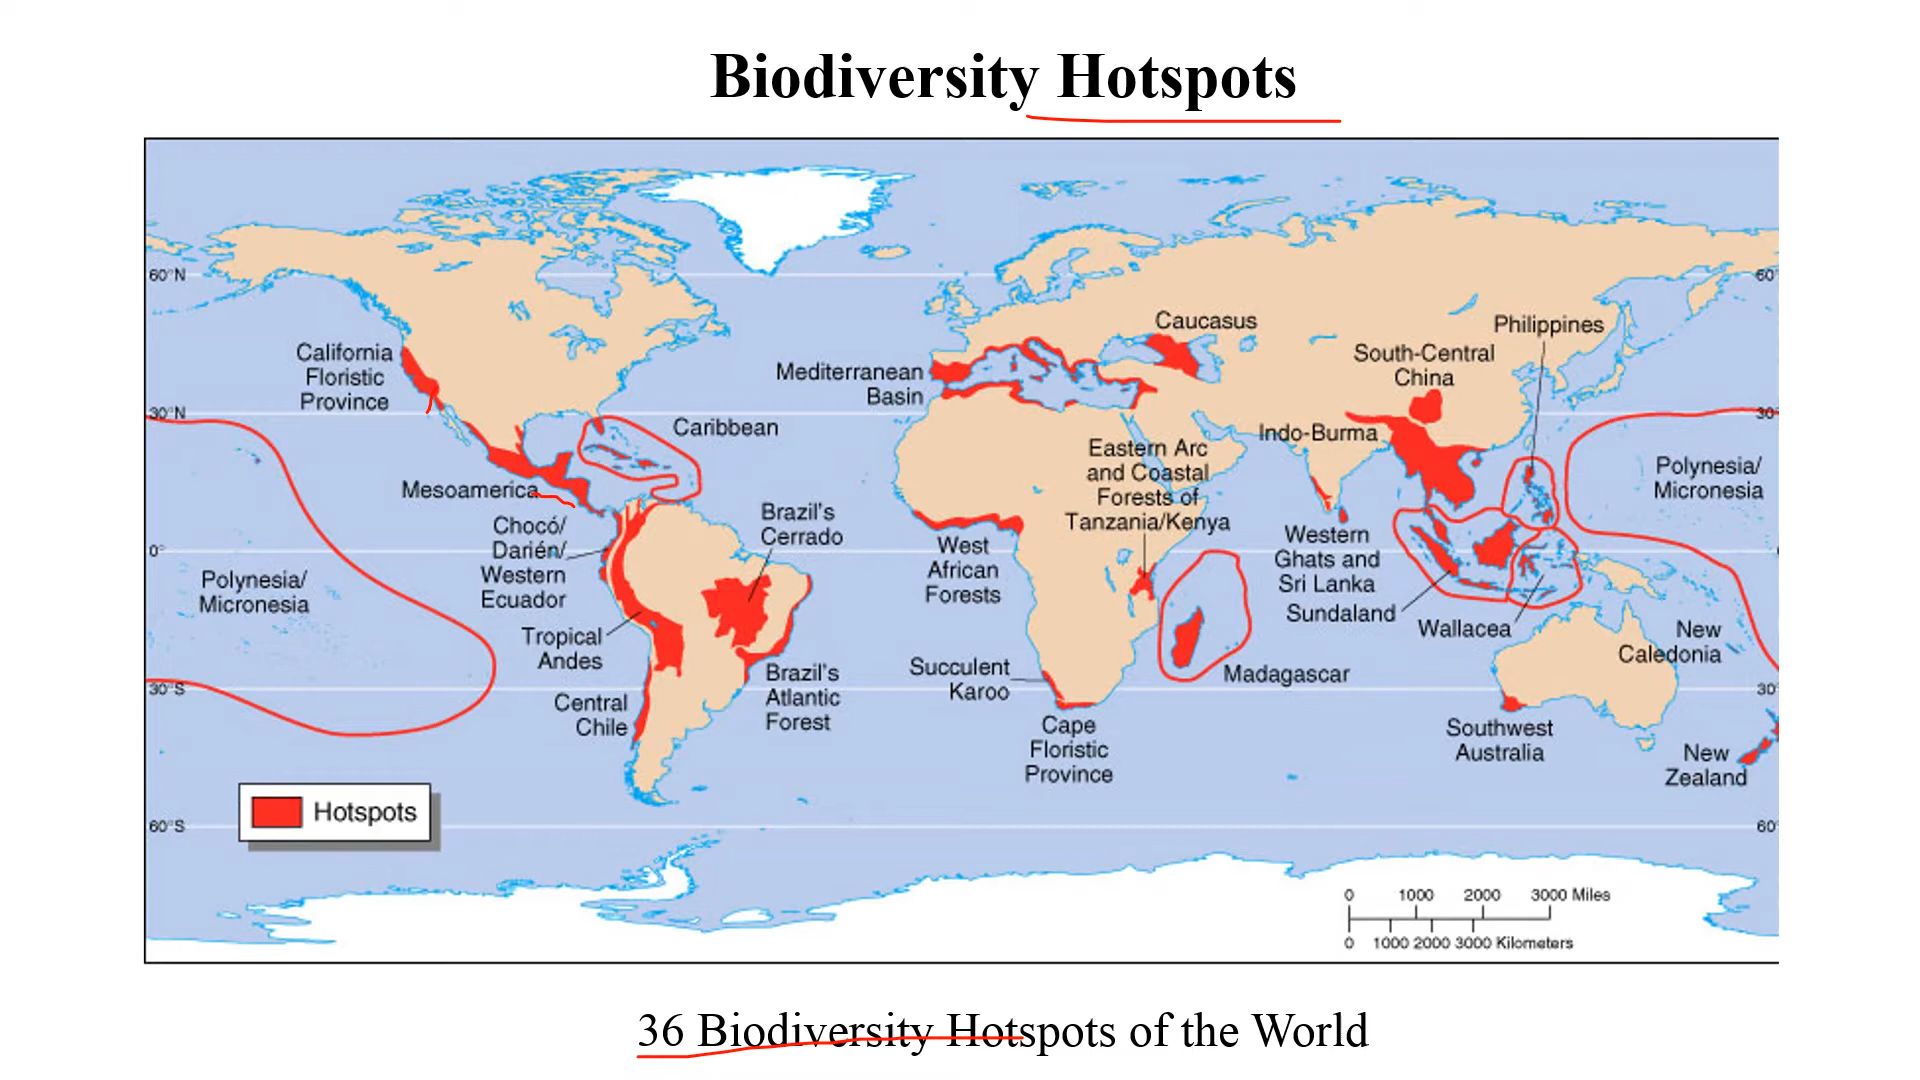 Biodiversity Hotspots
60°N
60°
Philippines
Caucasus
California
Floristic
Province
South-Central
China
Mediterranean
Basin
30°N
30°
Caribbean
Indo-Burma
Eastern Arc
and Coastal
Forests of
Tanzania/Kenya
Polynesia/
Micronesia
Mesoamerica
Chocó/
Darién/
Western
Ecuador
Brazil's
Cerrado
West
African
Forests
Western
Ghats and
Sri Lanka
0°
Polynesia/
Micronesia
Sundaland
Wallacea
New
Caledonia
Tropical
Andes
Succulent
Karoo
Madagascar
Brazil's
Atlantic
Forest
30°S
30°
Central
Chile
Cape
Floristic
Province
Southwest
Australia
New
Zealand
Hotspots
60°S
60°
0 1000 2000 3000 Miles
0 1000 2000 3000 Kilometers
36 Biodiversity Hotspots of the World